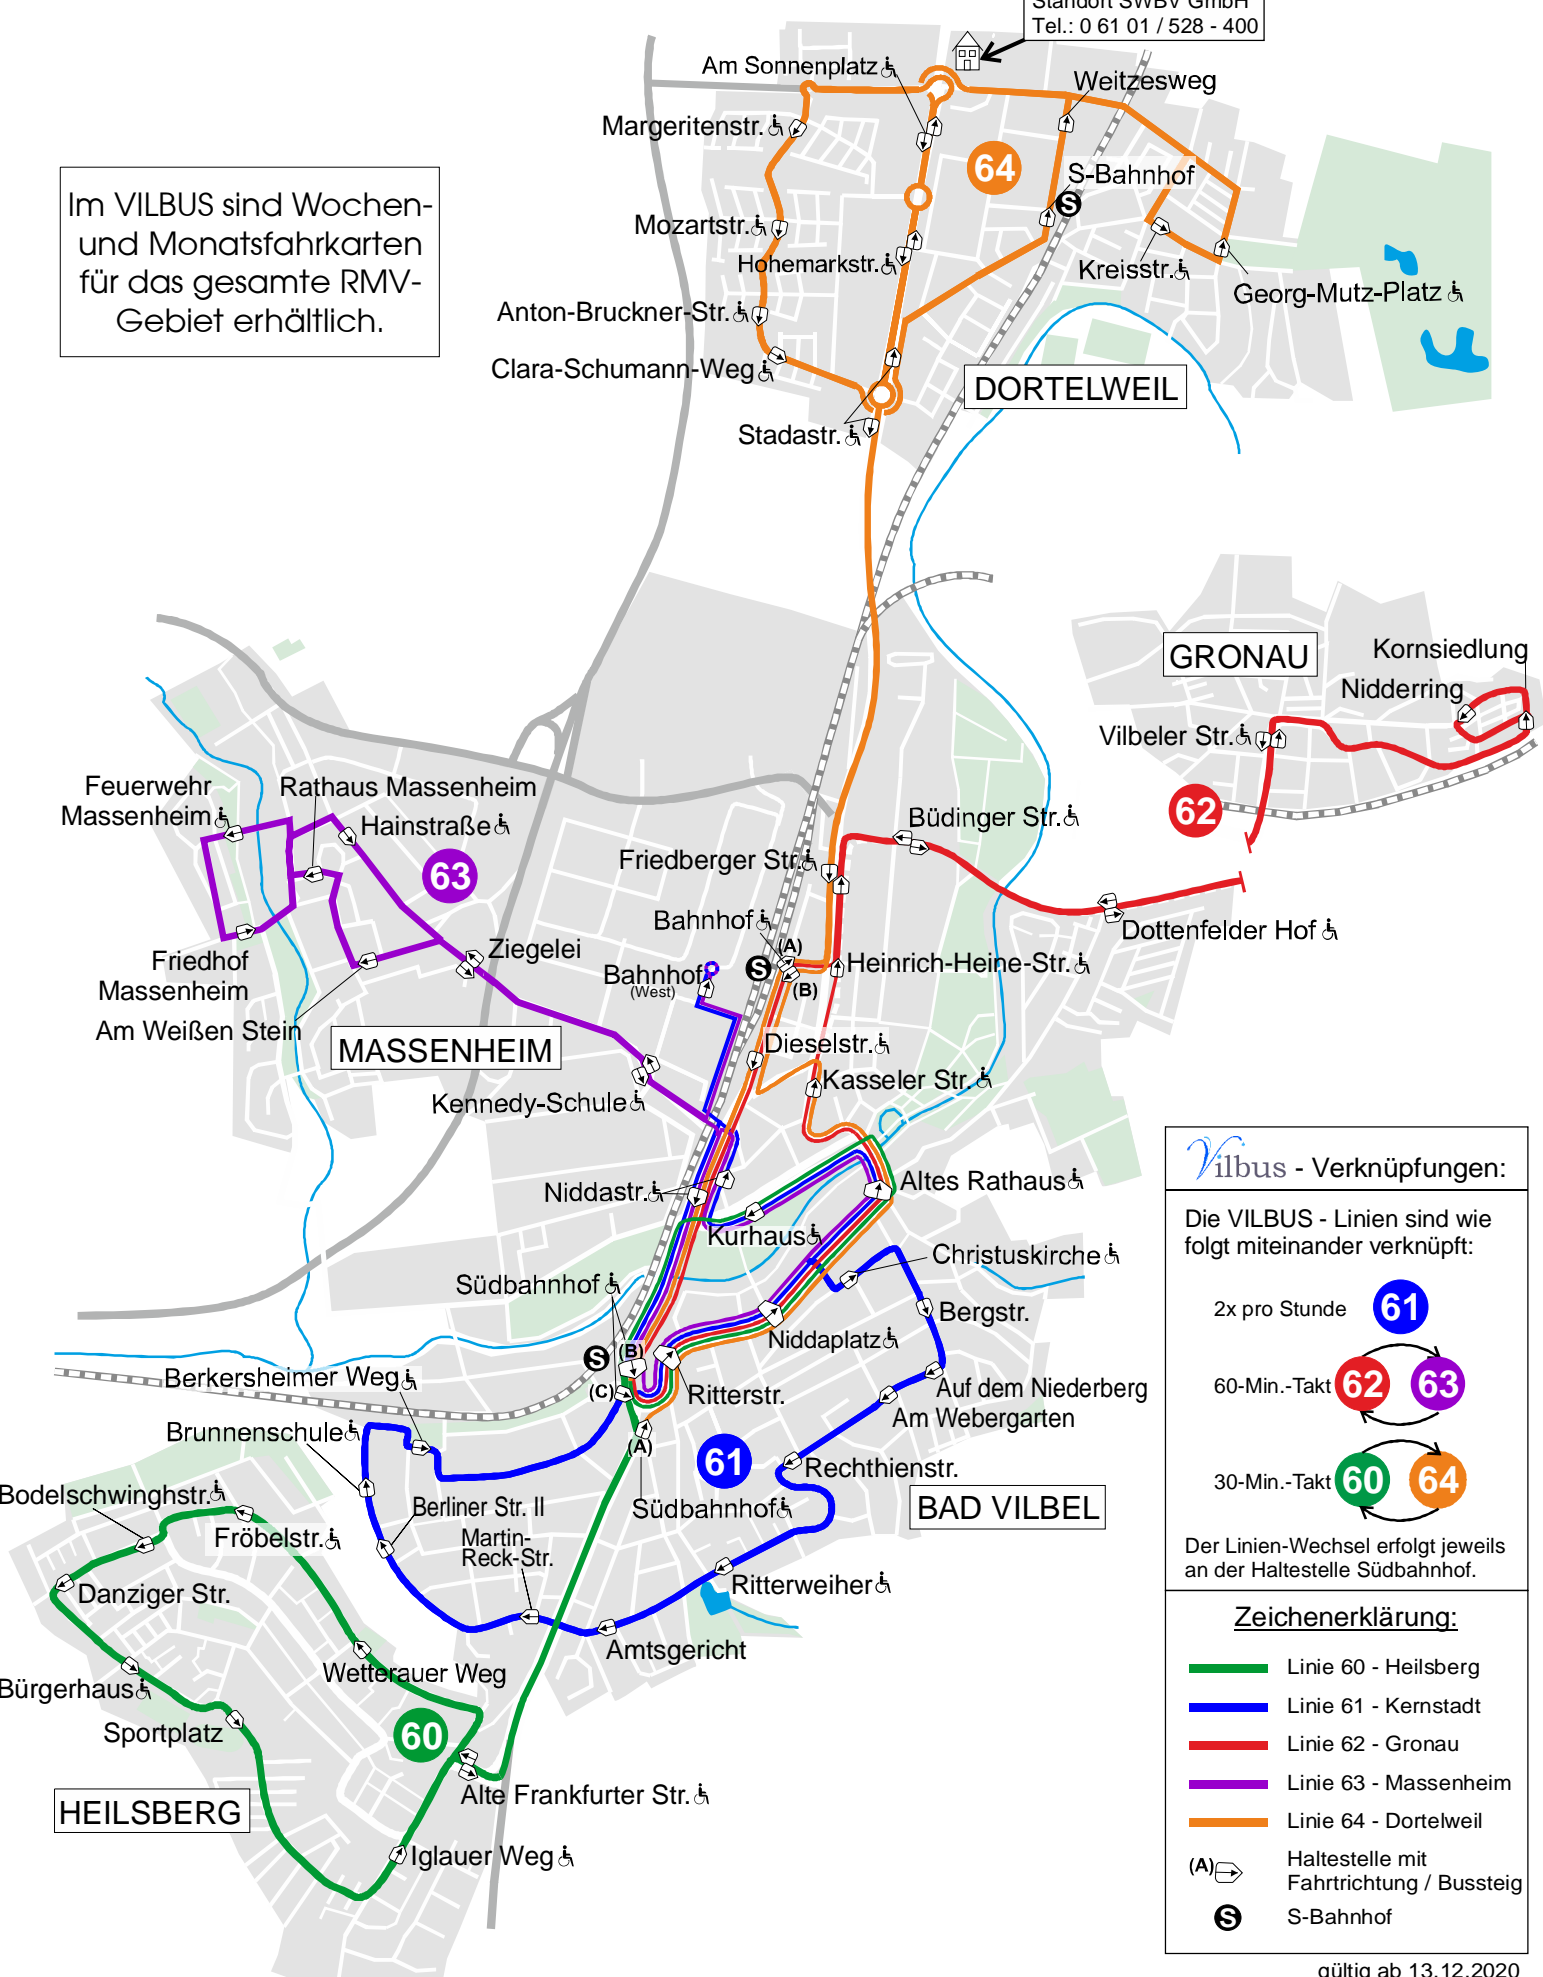 Standort SWBV GmbH
Tel.: 0 61 01 / 528 - 400
Im VILBUS sind Wochen-
und Monatsfahrkarten
für das gesamte RMV-
Gebiet erhältlich.
Am Sonnenplatz
Weitzesweg
Margeritenstr.
64
S-Bahnhof
S
Mozartstr.
Hohemarkstr.
Kreisstr.
Georg-Mutz-Platz
Anton-Bruckner-Str.
Clara-Schumann-Weg
DORTELWEIL
Stadastr.
GRONAU
Kornsiedlung
Nidderring
Vilbeler Str.
62
Feuerwehr
Massenheim
Rathaus Massenheim
Hainstraße
63
Büdinger Str.
Friedberger Str.
Bahnhof
(A)
S
(B)
Heinrich-Heine-Str.
Dottenfelder Hof
Ziegelei
Friedhof
Massenheim
Bahnhof
(West)
Am Weißen Stein
MASSENHEIM
Dieselstr.
Kasseler Str.
Kennedy-Schule
Niddastr.
Altes Rathaus
Kurhaus
Christuskirche
Südbahnhof
Bergstr.
Niddaplatz
S
(B)
(C)
(A)
Ritterstr.
Berkersheimer Weg
Auf dem Niederberg
Am Webergarten
Brunnenschule
61
Rechthienstr.
Südbahnhof
BAD VILBEL
Bodelschwinghstr.
Fröbelstr.
Berliner Str. II
Martin-
Reck-Str.
Danziger Str.
Ritterweiher
Amtsgericht
Wetterauer Weg
Bürgerhaus
Sportplatz
60
Alte Frankfurter Str.
HEILSBERG
Iglauer Weg
Vilbus - Verknüpfungen:
Die VILBUS - Linien sind wie
folgt miteinander verknüpft:
2x pro Stunde 61
60-Min.-Takt 62 63
30-Min.-Takt 60 64
Der Linien-Wechsel erfolgt jeweils
an der Haltestelle Südbahnhof.
Zeichenerklärung:
Linie 60 - Heilsberg
Linie 61 - Kernstadt
Linie 62 - Gronau
Linie 63 - Massenheim
Linie 64 - Dortelweil
(A) Haltestelle mit
Fahrtrichtung / Bussteig
S S-Bahnhof
gültig ab 13.12.2020